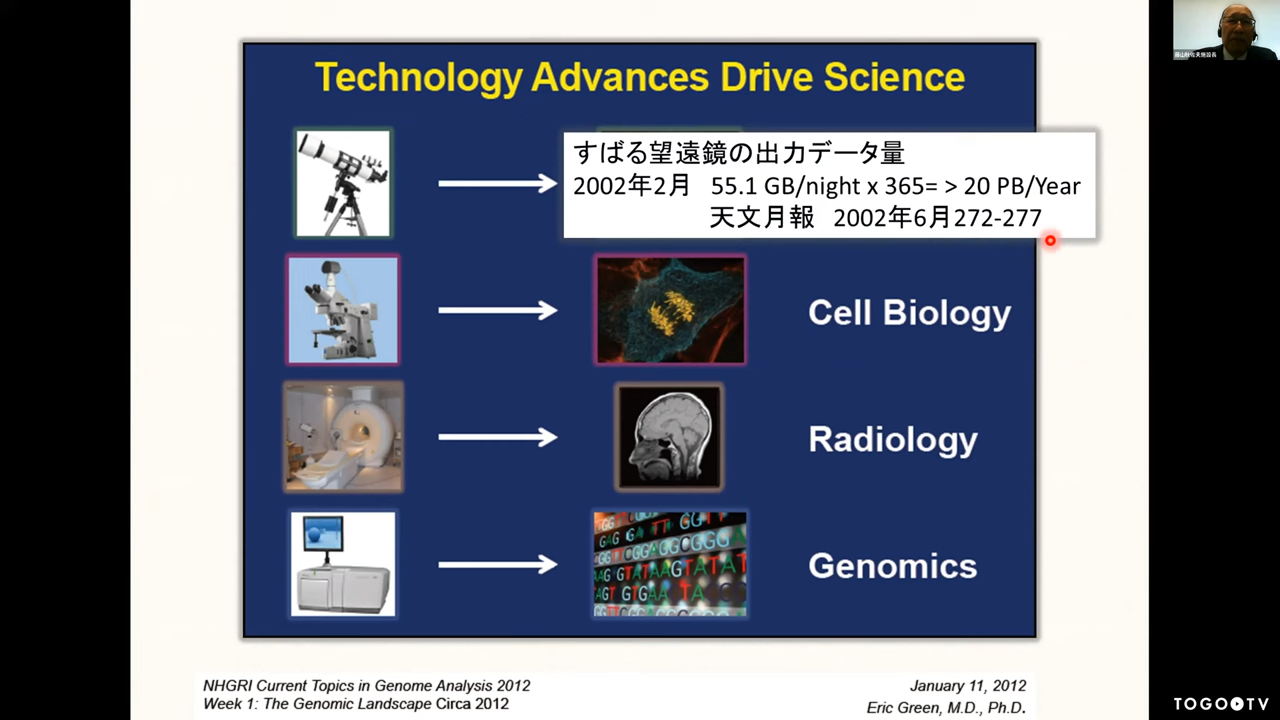 Technology Advances Drive Science
すばる望遠鏡の出力データ量
2002年2月 55.1 GB/night x 365= > 20 PB/Year
天文月報 2002年6月272-277
Cell Biology
Radiology
Genomics
NHGRI Current Topics in Genome Analysis 2012
Week 1: The Genomic Landscape Circa 2012
January 11, 2012
Eric Green, M.D., Ph.D.
TOGO TV